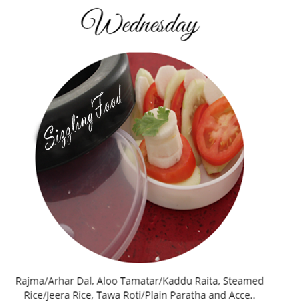 Wednesday
Sizzling Food
Rajma/Arhar Dal, Aloo Tamatar/Kaddu Raita, Steamed
Rice/Jeera Rice, Tawa Roti/Plain Paratha and Acce..